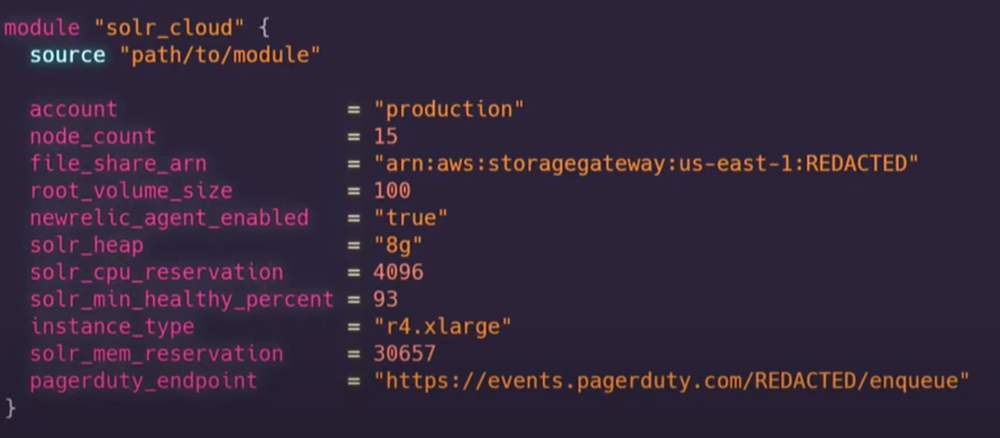 module "solr_cloud" {
  source "path/to/module"

  account                  = "production"
  node_count               = 15
  file_share_arn           = "arn:aws:storagegateway:us-east-1:REDACTED"
  root_volume_size         = 100
  newrelic_agent_enabled   = "true"
  solr_heap                = "8g"
  solr_cpu_reservation     = 4096
  solr_min_healthy_percent = 93
  instance_type            = "r4.xlarge"
  solr_mem_reservation     = 30657
  pagerduty_endpoint       = "https://events.pagerduty.com/REDACTED/enqueue"
}